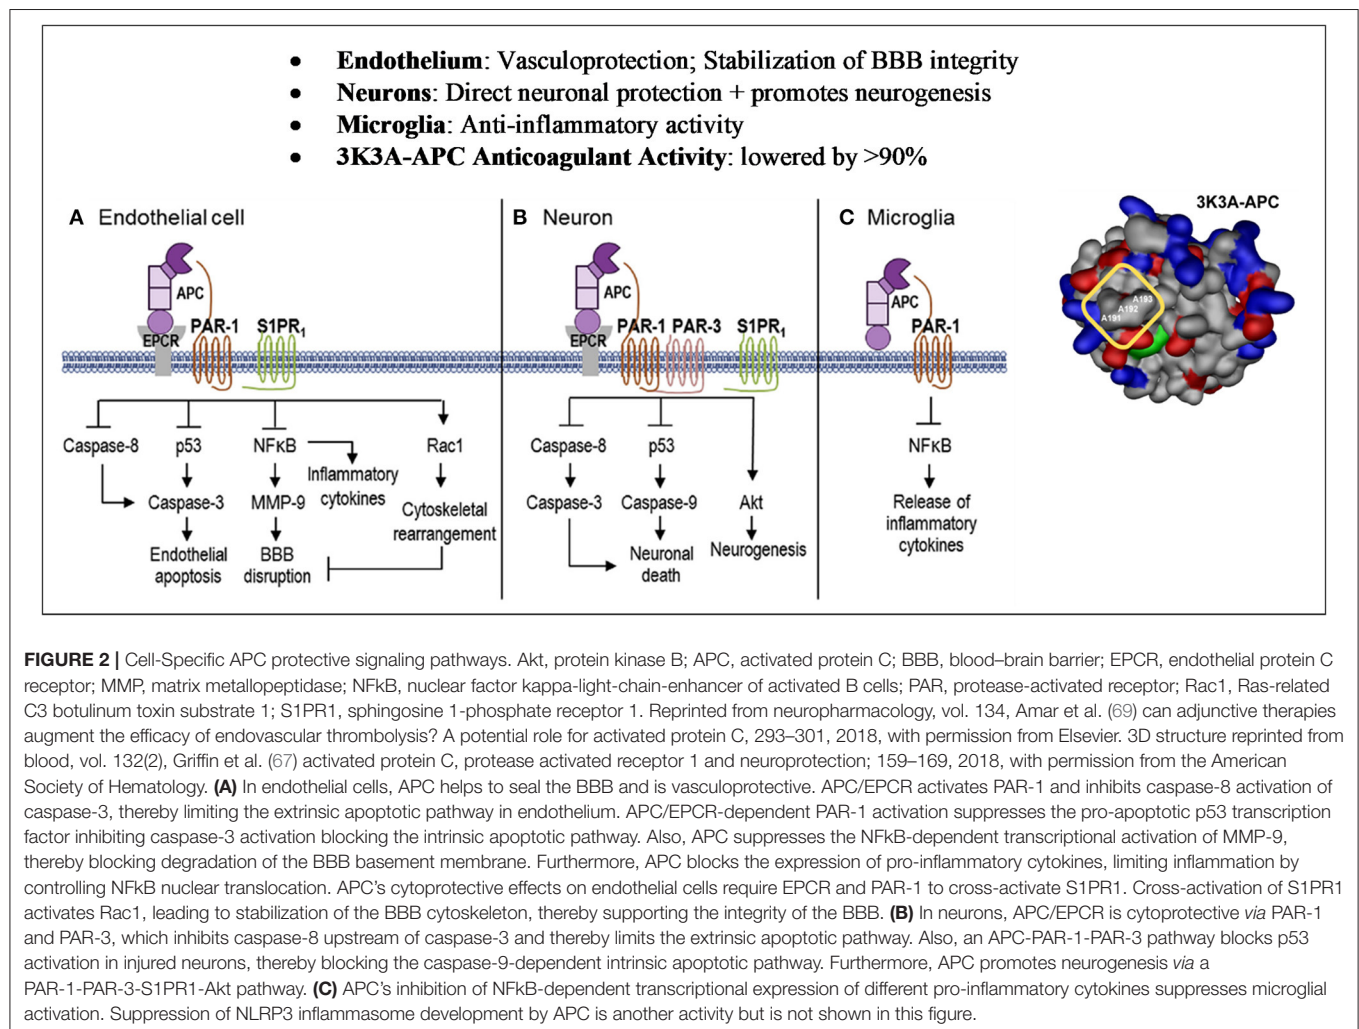 • Endothelium: Vasculoprotection; Stabilization of BBB integrity
• Neurons: Direct neuronal protection + promotes neurogenesis
• Microglia: Anti-inflammatory activity
• 3K3A-APC Anticoagulant Activity: lowered by >90%
A Endothelial cell
APC
EPCR
PAR-1
S1PR1
Caspase-8
p53
NFκB
Rac1
Inflammatory
cytokines
Caspase-3
MMP-9
Cytoskeletal
rearrangement
Endothelial
apoptosis
BBB
disruption
B Neuron
APC
EPCR
PAR-1
PAR-3
S1PR1
Caspase-8
p53
Caspase-3
Caspase-9
Akt
Neuronal
death
Neurogenesis
C Microglia
APC
PAR-1
NFκB
Release of
inflammatory
cytokines
3K3A-APC
A193
A192
A191
FIGURE 2 | Cell-Specific APC protective signaling pathways. Akt, protein kinase B; APC, activated protein C; BBB, blood–brain barrier; EPCR, endothelial protein C
receptor; MMP, matrix metallopeptidase; NFkB, nuclear factor kappa-light-chain-enhancer of activated B cells; PAR, protease-activated receptor; Rac1, Ras-related
C3 botulinum toxin substrate 1; S1PR1, sphingosine 1-phosphate receptor 1. Reprinted from neuropharmacology, vol. 134, Amar et al. (69) can adjunctive therapies
augment the efficacy of endovascular thrombolysis? A potential role for activated protein C, 293–301, 2018, with permission from Elsevier. 3D structure reprinted from
blood, vol. 132(2), Griffin et al. (67) activated protein C, protease activated receptor 1 and neuroprotection; 159–169, 2018, with permission from the American
Society of Hematology. (A) In endothelial cells, APC helps to seal the BBB and is vasculoprotective. APC/EPCR activates PAR-1 and inhibits caspase-8 activation of
caspase-3, thereby limiting the extrinsic apoptotic pathway in endothelium. APC/EPCR-dependent PAR-1 activation suppresses the pro-apoptotic p53 transcription
factor inhibiting caspase-3 activation blocking the intrinsic apoptotic pathway. Also, APC suppresses the NFkB-dependent transcriptional activation of MMP-9,
thereby blocking degradation of the BBB basement membrane. Furthermore, APC blocks the expression of pro-inflammatory cytokines, limiting inflammation by
controlling NFkB nuclear translocation. APC's cytoprotective effects on endothelial cells require EPCR and PAR-1 to cross-activate S1PR1. Cross-activation of S1PR1
activates Rac1, leading to stabilization of the BBB cytoskeleton, thereby supporting the integrity of the BBB. (B) In neurons, APC/EPCR is cytoprotective via PAR-1
and PAR-3, which inhibits caspase-8 upstream of caspase-3 and thereby limits the extrinsic apoptotic pathway. Also, an APC-PAR-1-PAR-3 pathway blocks p53
activation in injured neurons, thereby blocking the caspase-9-dependent intrinsic apoptotic pathway. Furthermore, APC promotes neurogenesis via a
PAR-1-PAR-3-S1PR1-Akt pathway. (C) APC's inhibition of NFkB-dependent transcriptional expression of different pro-inflammatory cytokines suppresses microglial
activation. Suppression of NLRP3 inflammasome development by APC is another activity but is not shown in this figure.